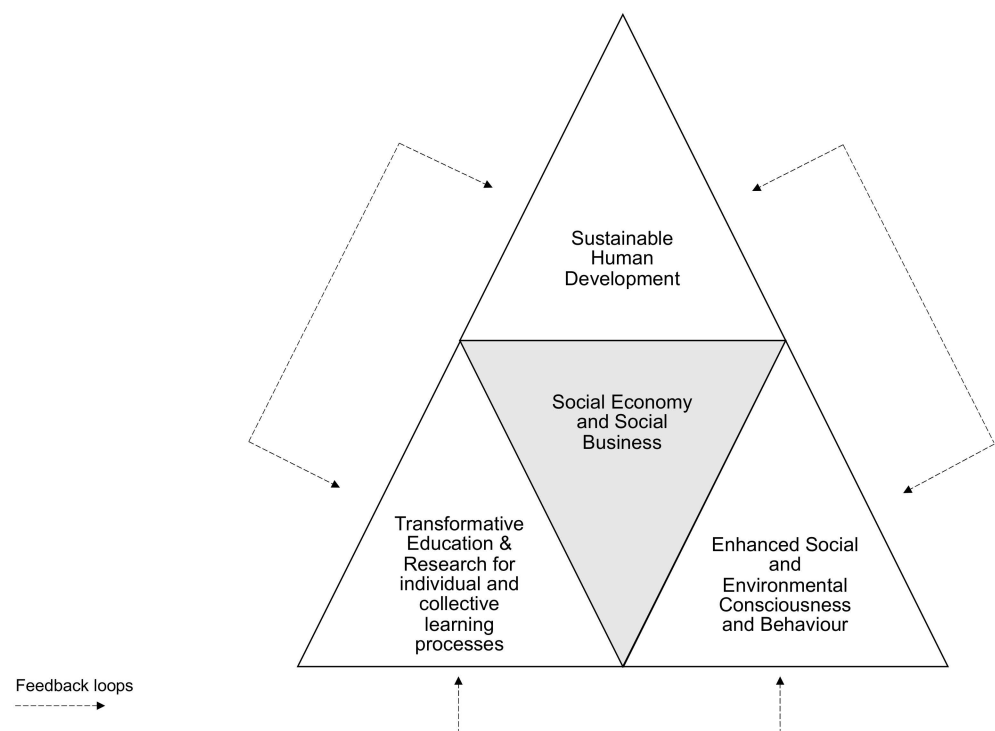 Sustainable
Human
Development
Social Economy
and Social
Business
Transformative
Education &
Research for
individual and
collective
learning
processes
Enhanced Social
and
Environmental
Consciousness
and Behaviour
Feedback loops